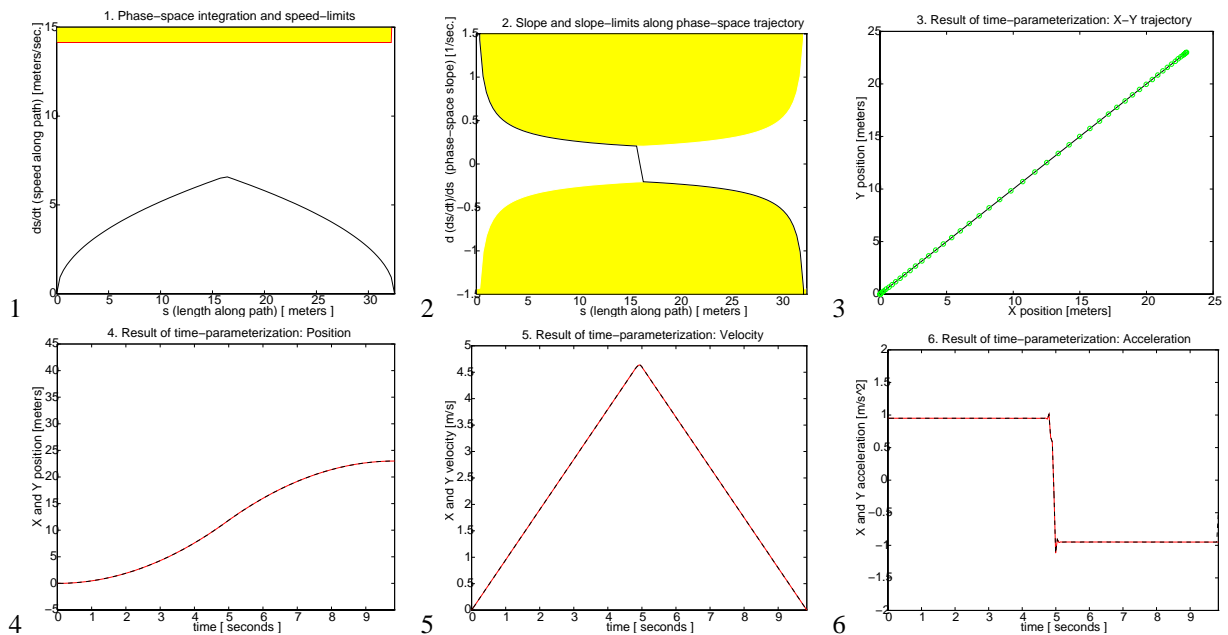 1. Phase-space integration and speed-limits
ds/dt (speed along path) [meters/sec.]
15
10
5
0
0 5 10 15 20 25 30
s (length along path) [ meters ]
1
2. Slope and slope-limits along phase-space trajectory
d (ds/dt)/ds (phase-space slope) [1/sec.]
1.5
1
0.5
0
−0.5
−1
−1.5
0 5 10 15 20 25 30
s (length along path) [ meters ]
2
3. Result of time-parameterization: X-Y trajectory
Y position [meters]
25
20
15
10
5
0
0 5 10 15 20 25
X position [meters]
3
4. Result of time-parameterization: Position
X and Y position [meters]
45
40
35
30
25
20
15
10
5
0
−5
0 1 2 3 4 5 6 7 8 9
time [ seconds ]
4
5. Result of time-parameterization: Velocity
X and Y velocity [m/s]
5
4.5
4
3.5
3
2.5
2
1.5
1
0.5
0
0 1 2 3 4 5 6 7 8 9
time [ seconds ]
5
6. Result of time-parameterization: Acceleration
X and Y acceleration [m/s^2]
2
1.5
1
0.5
0
−0.5
−1
−1.5
−2
0 1 2 3 4 5 6 7 8 9
time [ seconds ]
6